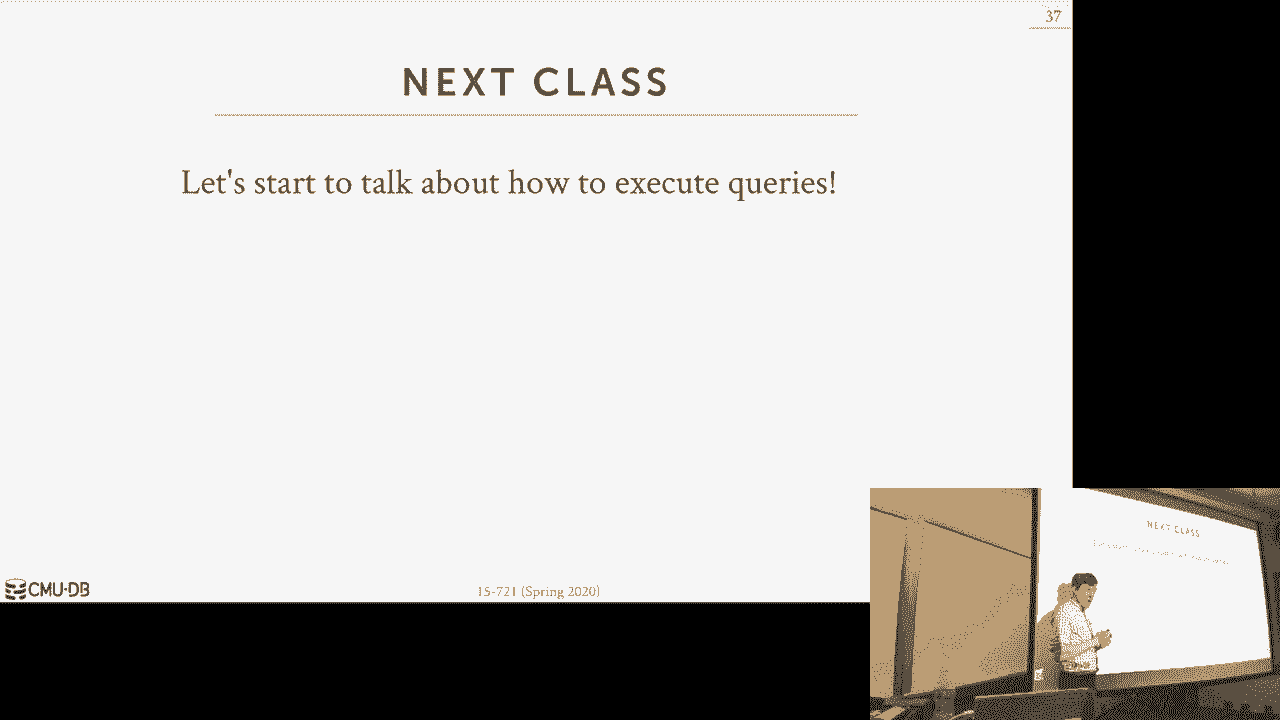 37
NEXT CLASS
Let's start to talk about how to execute queries!
CMU·DB
15-721 (Spring 2020)
NEXT CLASS